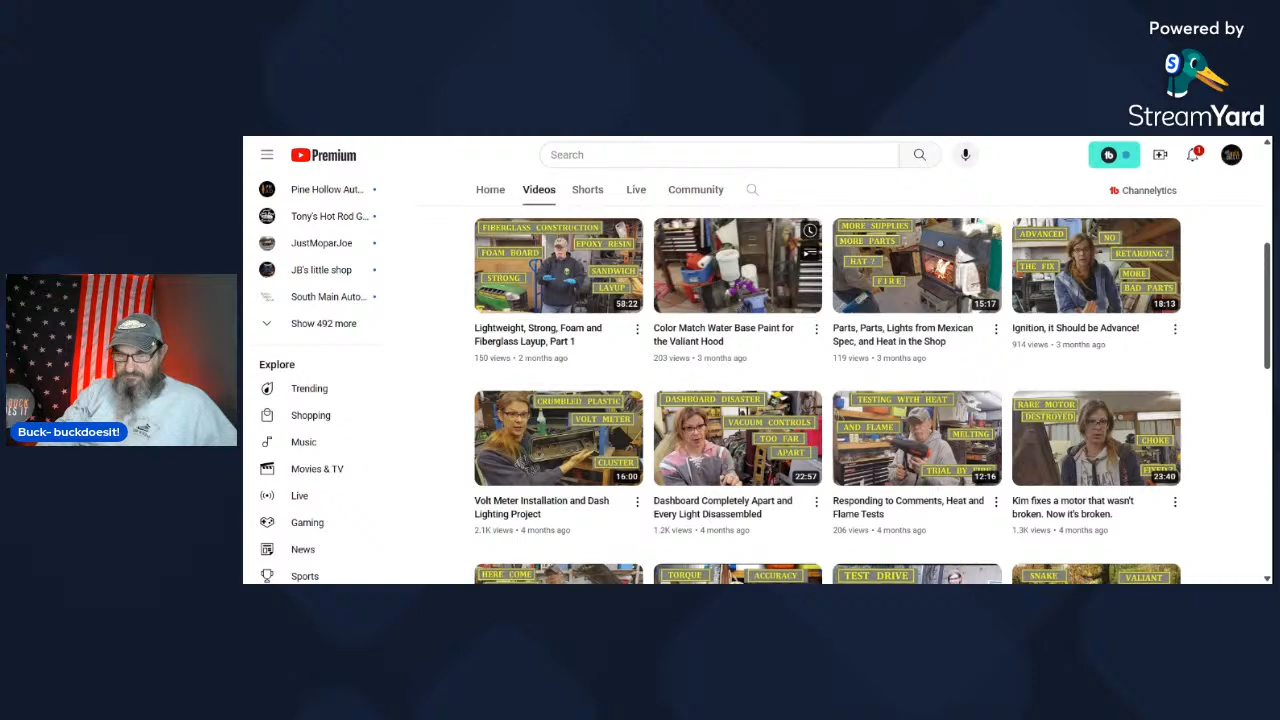 Powered by
StreamYard
Premium
Search
1
Pine Hollow Aut...
Tony's Hot Rod G...
JustMoparJoe
JB's little shop
South Main Auto...
Show 492 more
Explore
Trending
Shopping
Music
Movies & TV
Live
Gaming
News
Sports
Home Videos Shorts Live Community
Channelytics
FIBERGLASS CONSTRUCTION
EPOXY RESIN
FOAM BOARD
SANDWICH
STRONG
LAYUP
58:22
Lightweight, Strong, Foam and
Fiberglass Layup, Part 1
150 views • 2 months ago
Color Match Water Base Paint for
the Valiant Hood
203 views • 3 months ago
MORE SUPPLIES
MORE PARTS
HAT ?
FIRE
15:17
Parts, Parts, Lights from Mexican
Spec, and Heat in the Shop
119 views • 3 months ago
ADVANCED
NO
RETARDING?
THE FIX
MORE
BAD PARTS
18:13
Ignition, it Should be Advance!
914 views • 3 months ago
CRUMBLED PLASTIC
VOLT METER
CLUSTER
16:00
Volt Meter Installation and Dash
Lighting Project
2.1K views • 4 months ago
DASHBOARD DISASTER
VACUUM CONTROLS
TOO FAR
APART
22:57
Dashboard Completely Apart and
Every Light Disassembled
1.2K views • 4 months ago
TESTING WITH HEAT
AND FLAME
MELTING
TRIAL BY FIRE
12:16
Responding to Comments, Heat and
Flame Tests
206 views • 4 months ago
RARE MOTOR
DESTROYED
CHOKE
FIXED?
23:40
Kim fixes a motor that wasn't
broken. Now it's broken.
1.3K views • 4 months ago
HERE COME
TORQUE
ACCURACY
TEST DRIVE
SNAKE
VALIANT
Buck- buckdoesit!